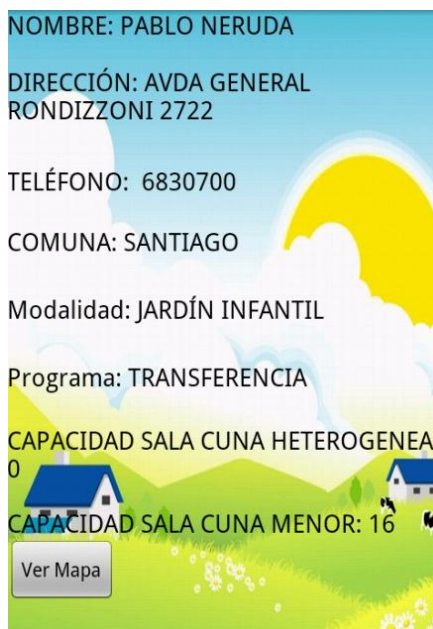 NOMBRE: PABLO NERUDA
DIRECCIÓN: AVDA GENERAL
RONDIZZONI 2722
TELÉFONO: 6830700
COMUNA: SANTIAGO
Modalidad: JARDÍN INFANTIL
Programa: TRANSFERENCIA
CAPACIDAD SALA CUNA HETEROGENEA
0
CAPACIDAD SALA CUNA MENOR: 16
Ver Mapa